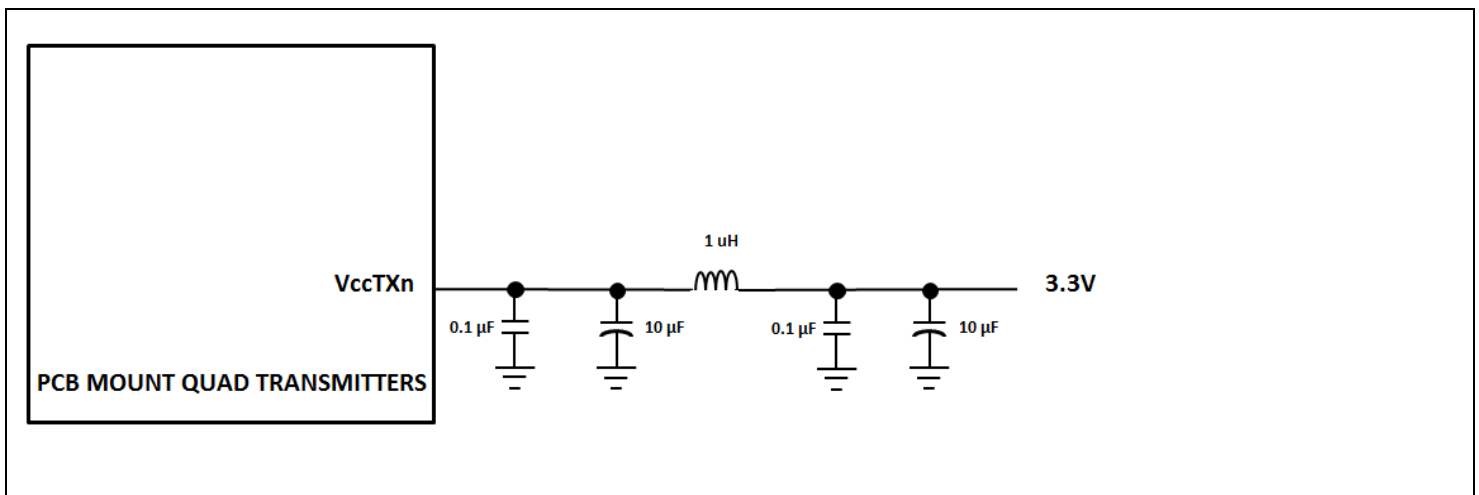 1 uH
VccTXn
3.3V
0.1 µF
10 µF
0.1 µF
10 µF
PCB MOUNT QUAD TRANSMITTERS